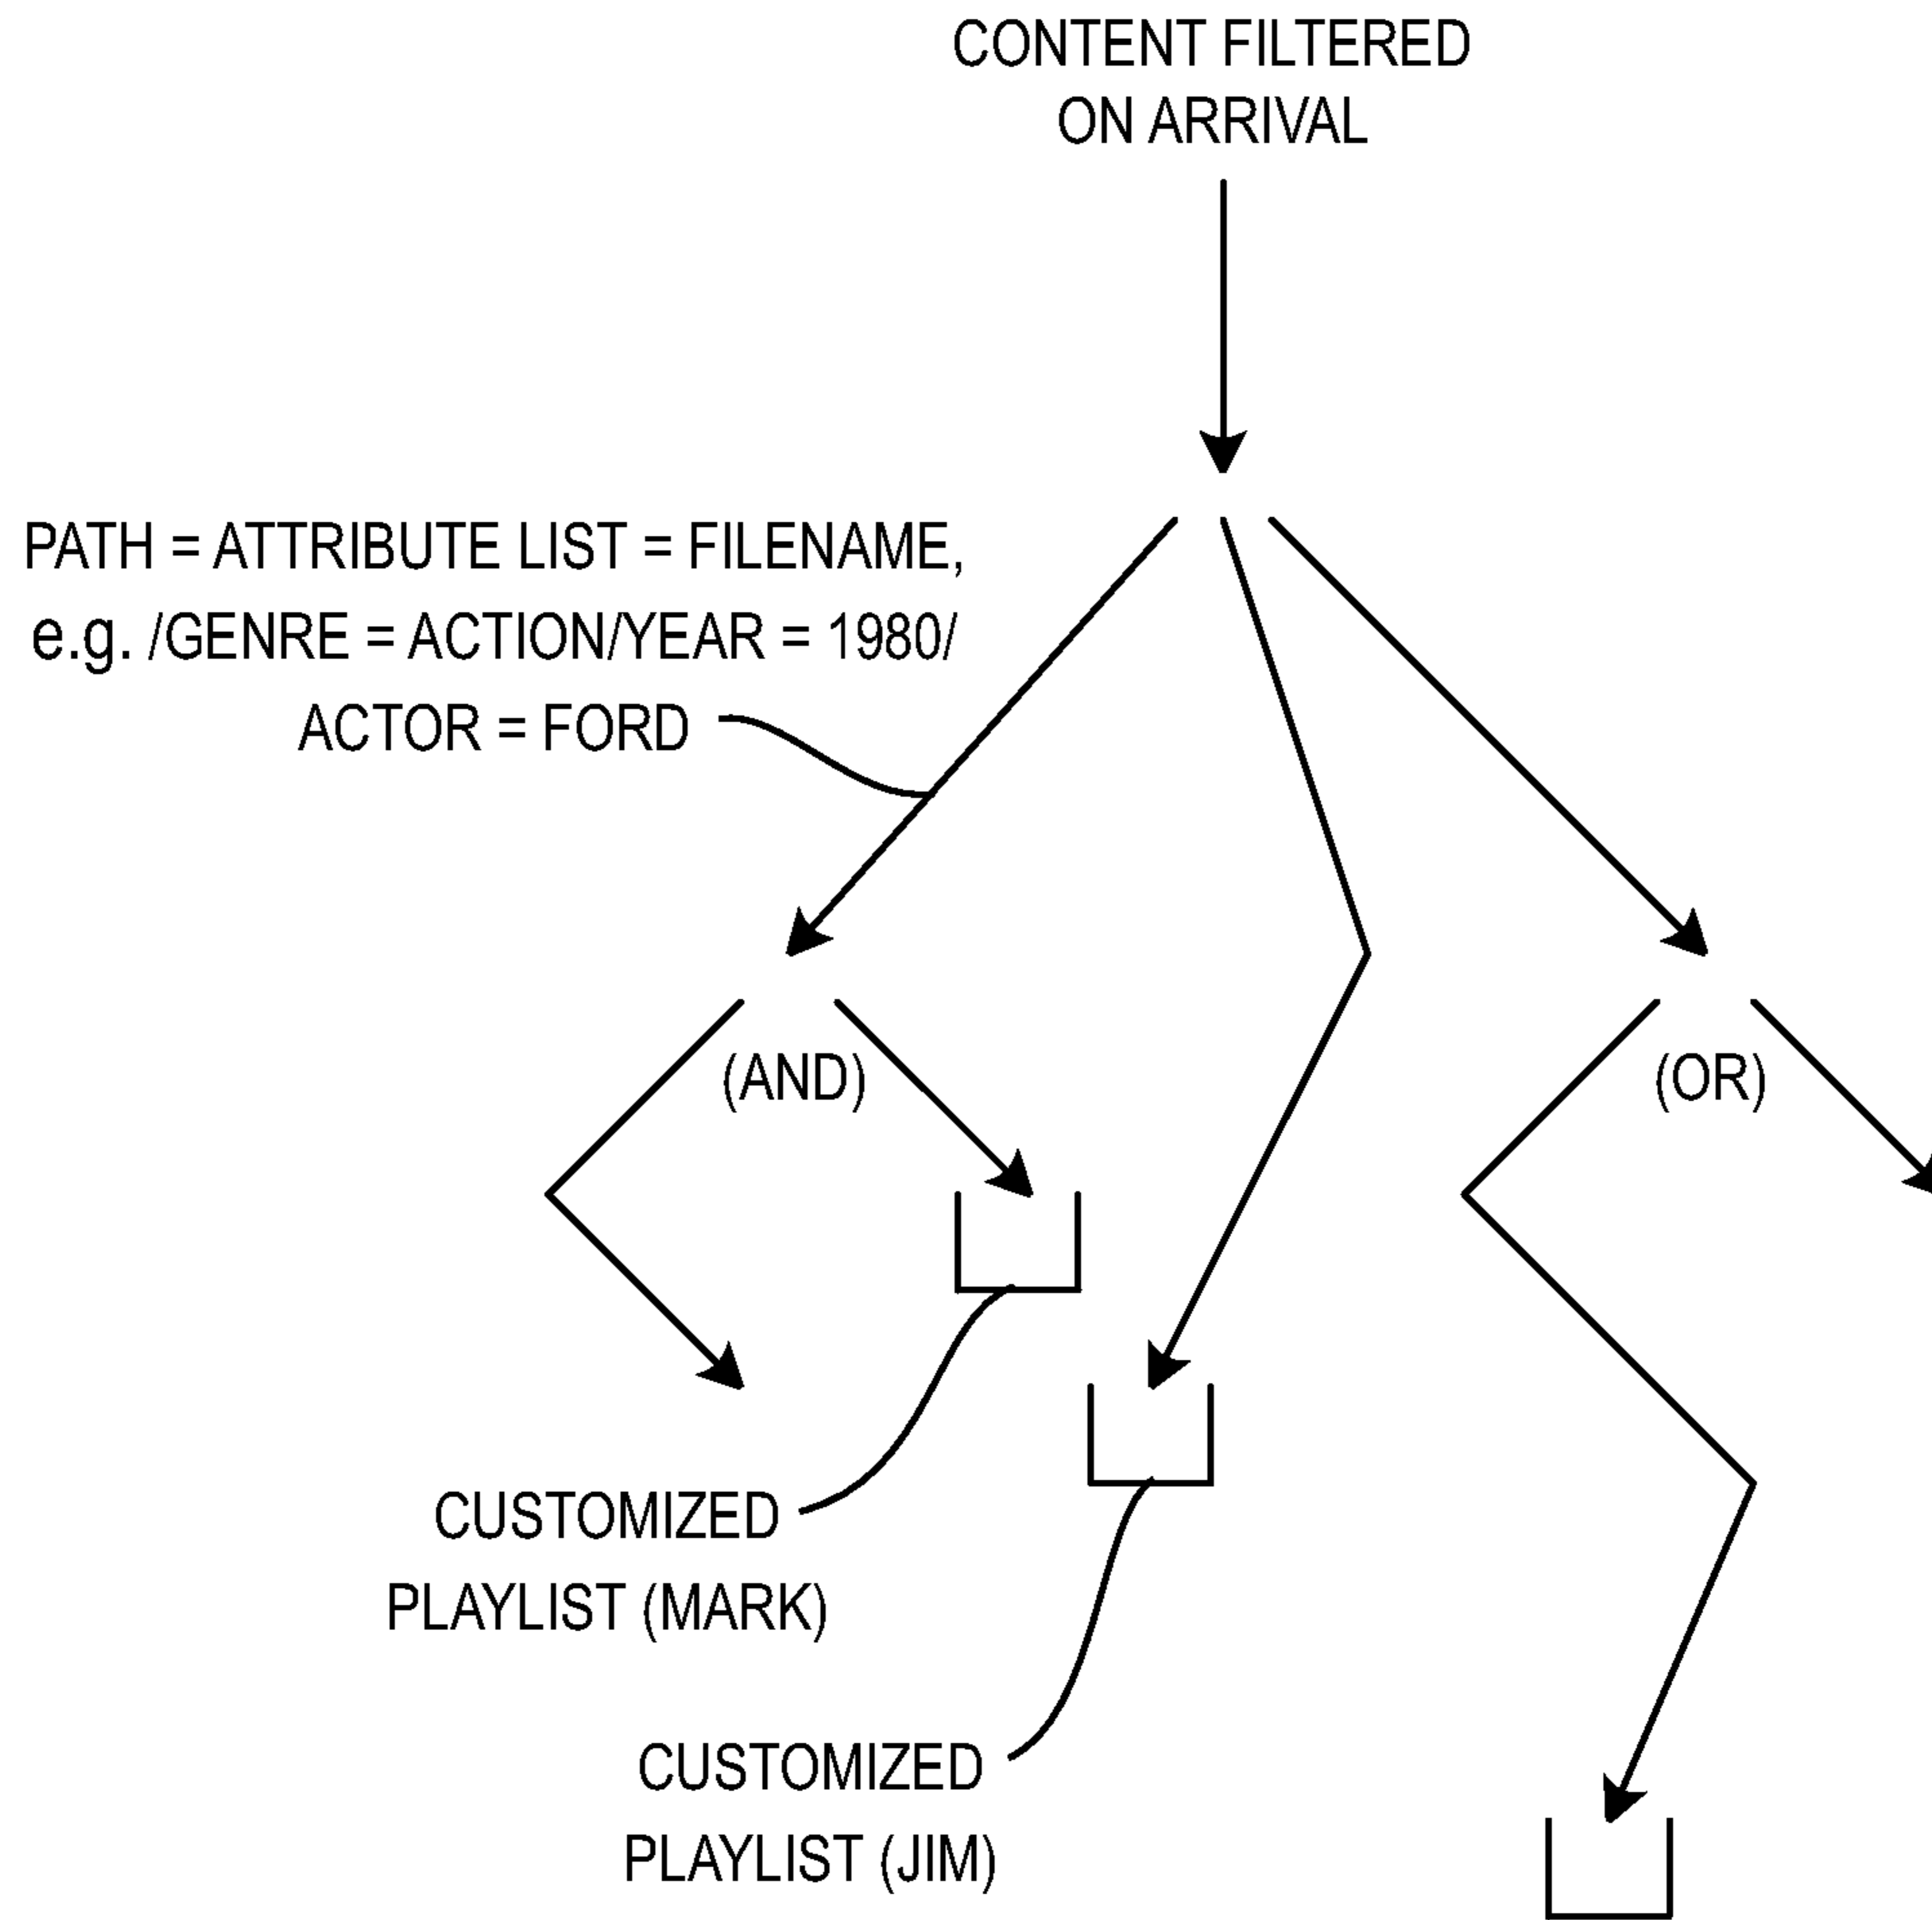 CONTENT FILTERED
ON ARRIVAL
PATH = ATTRIBUTE LIST = FILENAME,
e.g. /GENRE = ACTION/YEAR = 1980/
ACTOR = FORD
(AND)
(OR)
CUSTOMIZED
PLAYLIST (MARK)
CUSTOMIZED
PLAYLIST (JIM)